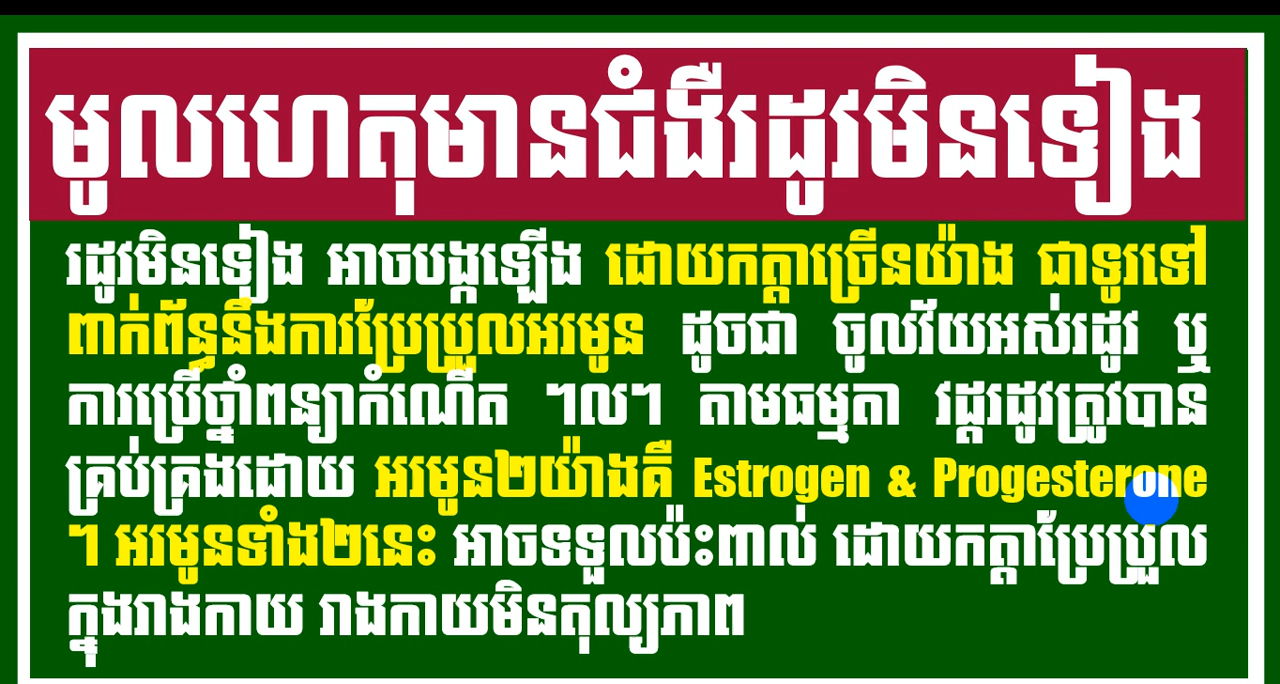 មូលហេតុមានជំងឺរដូវមិនទៀង
រដូវមិនទៀង អាចបង្កឡើង ដោយកត្តាច្រើនយ៉ាង ជាទូរទៅ
ពាក់ព័ន្ធនឹងការប្រែប្រួលអរមូន ដូចជា ចូលវ័យអស់រដូវ ឬ
ការប្រើថ្នាំពន្យាកំណើត ។ល។ តាមធម្មតា វដ្តរដូវត្រូវបាន
គ្រប់គ្រងដោយ អរមូន២យ៉ាងគឺ Estrogen & Progesterone
។ អរមូនទាំង២នេះ អាចទទួលប៉ះពាល់ ដោយកត្តាប្រែប្រួល
ក្នុងរាងកាយ រាងកាយមិនតុល្យភាព